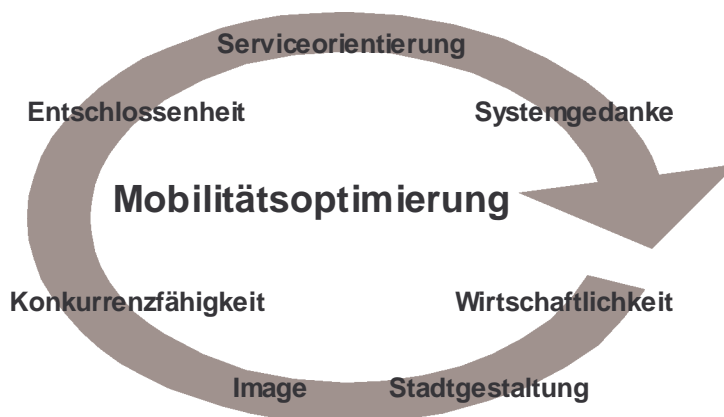 Serviceorientierung
Entschlossenheit
Systemgedanke
Mobilitätsoptimierung
Konkurrenzfähigkeit
Wirtschaftlichkeit
Image
Stadtgestaltung